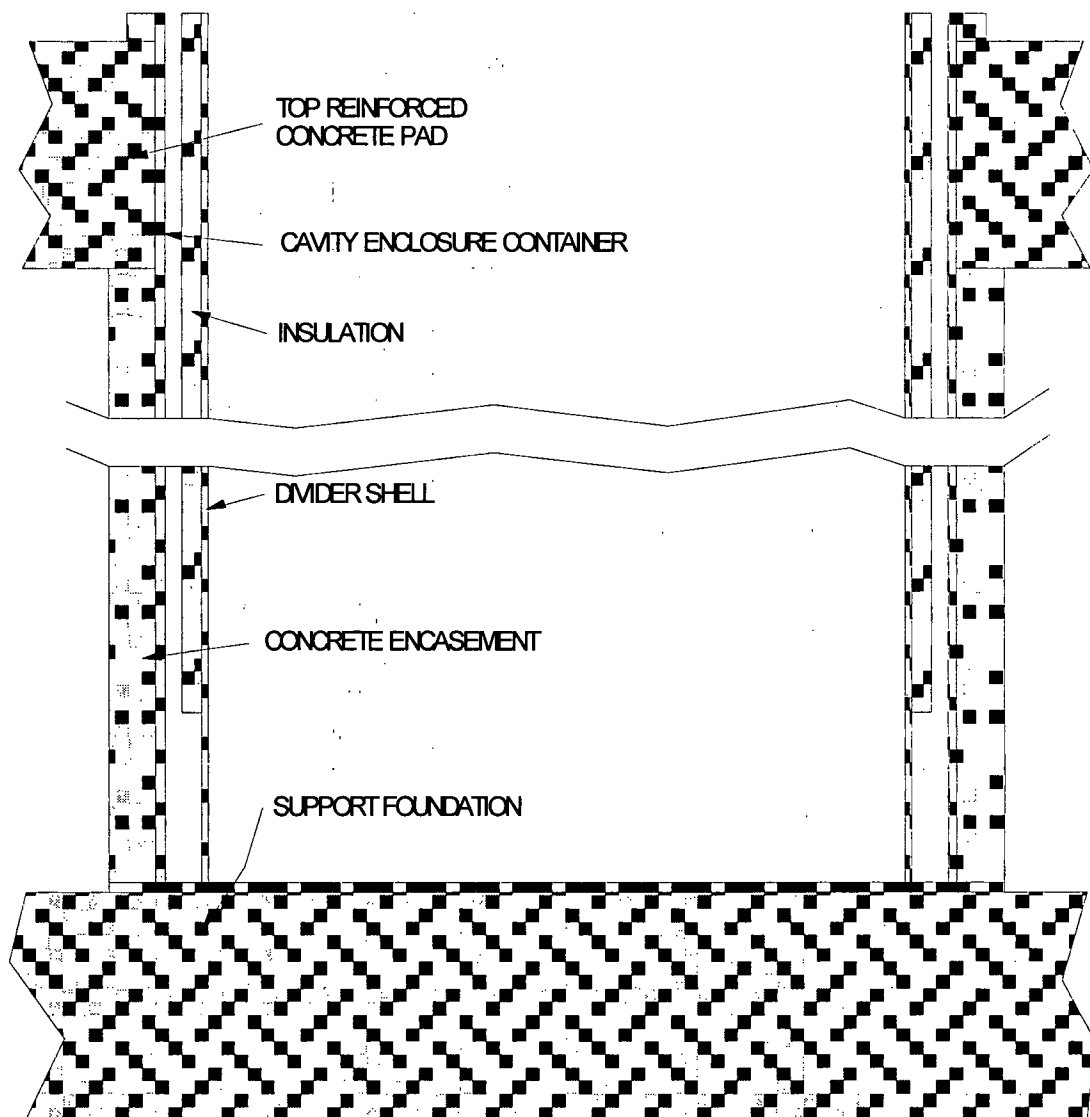 TOP REINFORCED
CONCRETE PAD
CAVITY ENCLOSURE CONTAINER
INSULATION
DIVIDER SHELL
CONCRETE ENCASEMENT
SUPPORT FOUNDATION